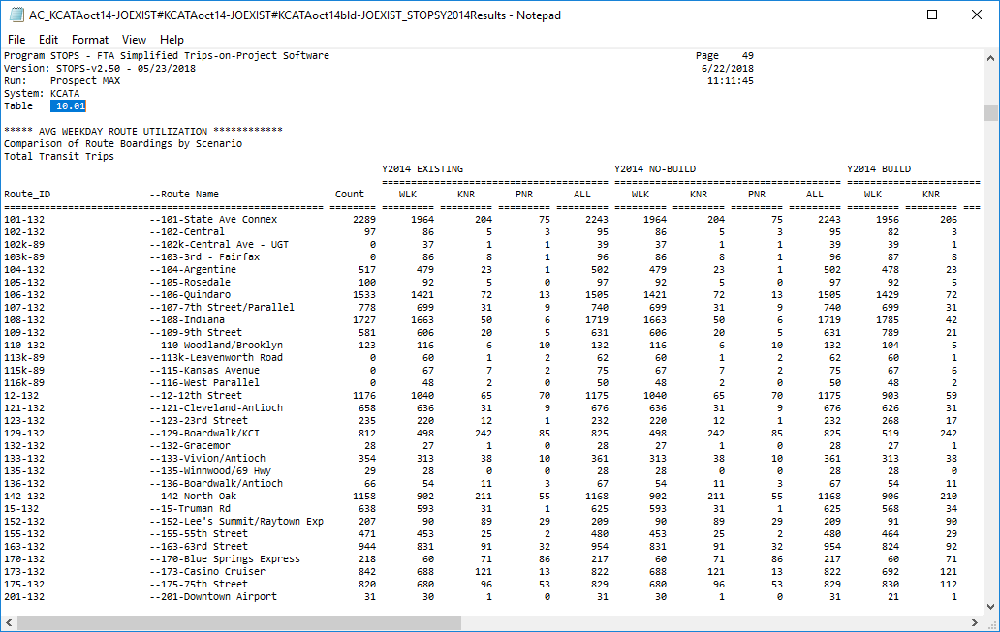 AC_KCATAoct14-JOEXIST#KCATAoct14-JOEXIST#KCATAoct14bld-JOEXIST_STOPSY2014Results - Notepad
File Edit Format View Help
Program STOPS - FTA Simplified Trips-on-Project Software Page 49
Version: STOPS-v2.50 - 05/23/2018 6/22/2018
Run: Prospect MAX 11:11:45
System: KCATA
Table 10.01
***** AVG WEEKDAY ROUTE UTILIZATION ************
Comparison of Route Boardings by Scenario
Total Transit Trips
Y2014 EXISTING Y2014 NO-BUILD Y2014 BUILD
Route_ID --Route Name Count WLK KNR PNR ALL WLK KNR PNR ALL WLK KNR
101-132 --101-State Ave Connex 2289 1964 204 75 2243 1964 204 75 2243 1956 206
102-132 --102-Central 97 86 5 3 95 86 5 3 95 82 3
102k-89 --102k-Central Ave - UGT 0 37 1 1 39 37 1 1 39 39 1
103k-89 --103-3rd - Fairfax 0 86 8 1 96 86 8 1 96 87 8
104-132 --104-Argentine 517 479 23 1 502 479 23 1 502 478 23
105-132 --105-Rosedale 100 92 5 0 97 92 5 0 97 92 5
106-132 --106-Quindaro 1533 1421 72 13 1505 1421 72 13 1505 1429 72
107-132 --107-7th Street/Parallel 778 699 31 9 740 699 31 9 740 699 31
108-132 --108-Indiana 1727 1663 50 6 1719 1663 50 6 1719 1785 42
109-132 --109-9th Street 581 606 20 5 631 606 20 5 631 789 21
110-132 --110-Woodland/Brooklyn 123 116 6 10 132 116 6 10 132 104 5
113k-89 --113k-Leavenworth Road 0 60 1 2 62 60 1 2 62 60 1
115k-89 --115-Kansas Avenue 0 67 7 2 75 67 7 2 75 67 6
116k-89 --116-West Parallel 0 48 2 0 50 48 2 0 50 48 2
12-132 --12-12th Street 1176 1040 65 70 1175 1040 65 70 1175 903 59
121-132 --121-Cleveland-Antioch 658 636 31 9 676 636 31 9 676 626 31
123-132 --123-23rd Street 235 220 12 1 232 220 12 1 232 268 17
129-132 --129-Boardwalk/KCI 812 498 242 85 825 498 242 85 825 519 242
132-132 --132-Gracemor 28 27 1 0 28 27 1 0 28 27 1
133-132 --133-Vivion/Antioch 354 313 38 10 361 313 38 10 361 313 38
135-132 --135-Winnwood/69 Hwy 29 28 0 0 28 28 0 0 28 28 0
136-132 --136-Boardwalk/Antioch 66 54 11 3 67 54 11 3 67 54 11
142-132 --142-North Oak 1158 902 211 55 1168 902 211 55 1168 906 210
15-132 --15-Truman Rd 638 593 31 1 625 593 31 1 625 568 34
152-132 --152-Lee's Summit/Raytown Exp 207 90 89 29 209 90 89 29 209 91 90
155-132 --155-55th Street 471 453 25 2 480 453 25 2 480 464 29
163-132 --163-63rd Street 944 831 91 32 954 831 91 32 954 824 92
170-132 --170-Blue Springs Express 218 60 71 86 217 60 71 86 217 60 71
173-132 --173-Casino Cruiser 842 688 121 13 822 688 121 13 822 692 121
175-132 --175-75th Street 820 680 96 53 829 680 96 53 829 830 112
201-132 --201-Downtown Airport 31 30 1 0 31 30 1 0 31 21 1